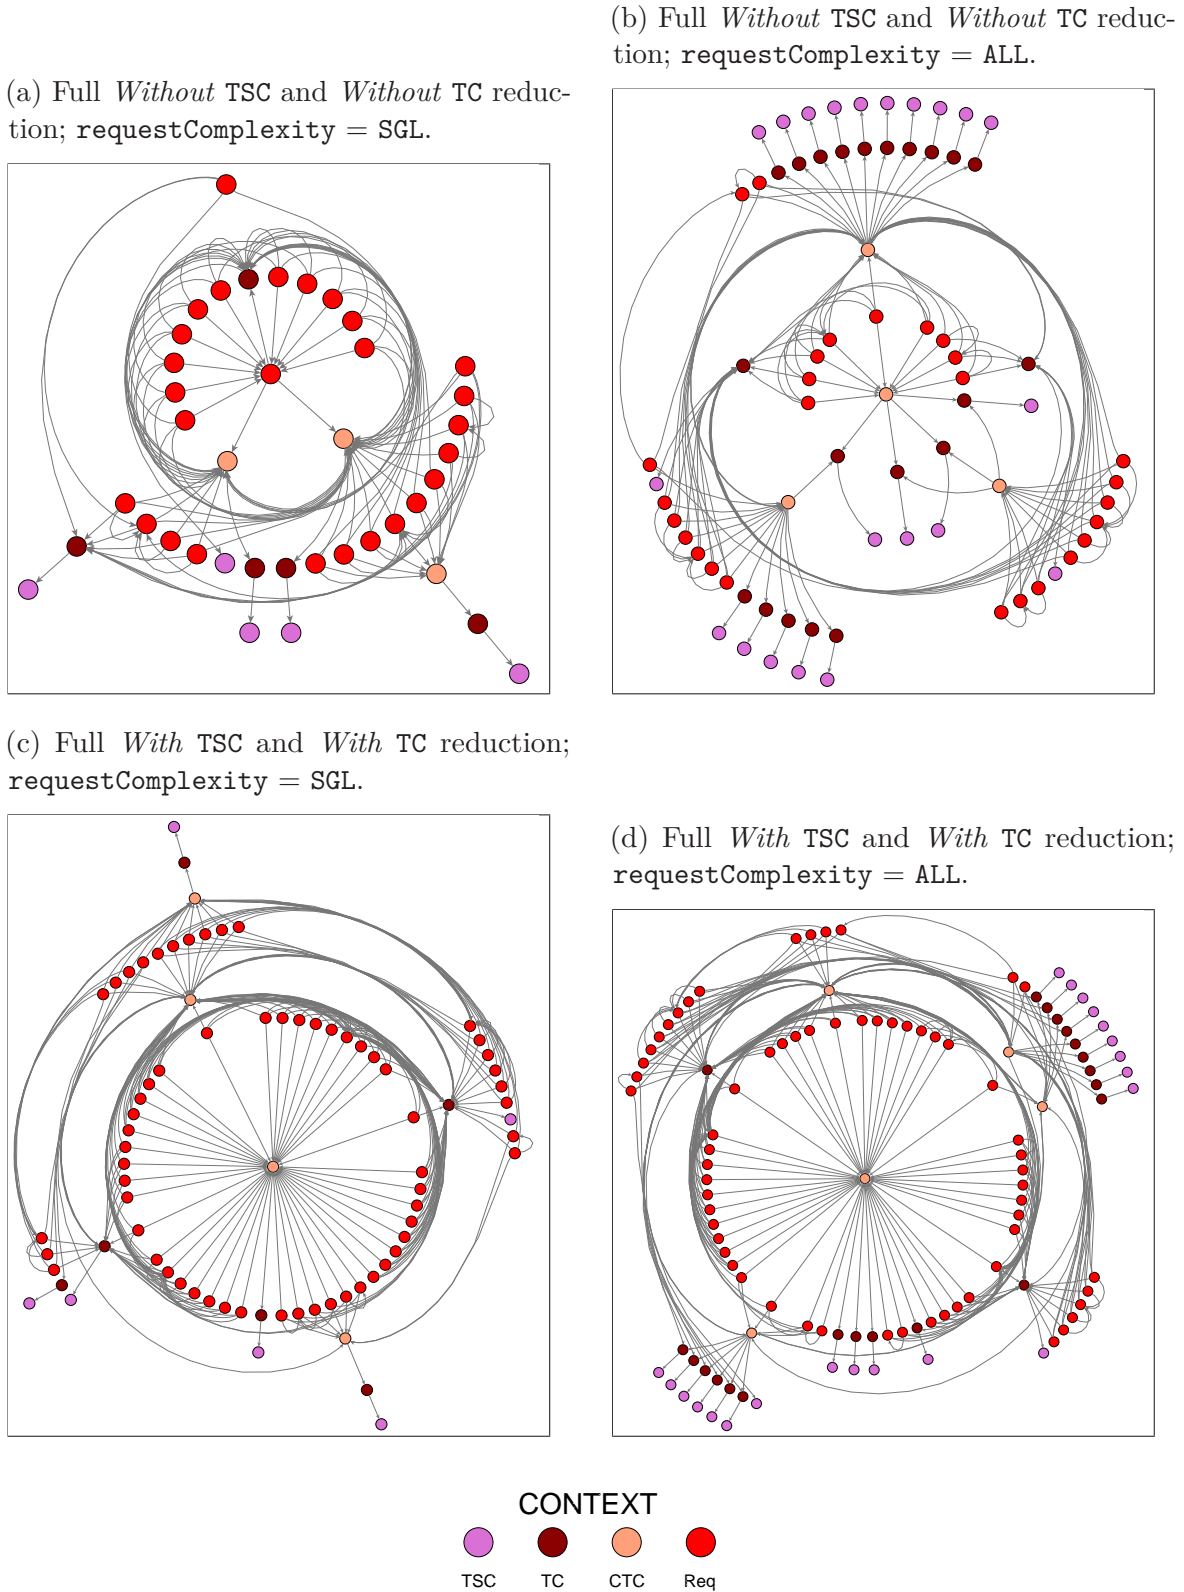 (a) Full Without TSC and Without TC reduc-
tion; requestComplexity = SGL.
(b) Full Without TSC and Without TC reduc-
tion; requestComplexity = ALL.
(c) Full With TSC and With TC reduction;
requestComplexity = SGL.
(d) Full With TSC and With TC reduction;
requestComplexity = ALL.
CONTEXT
TSC TC CTC Req